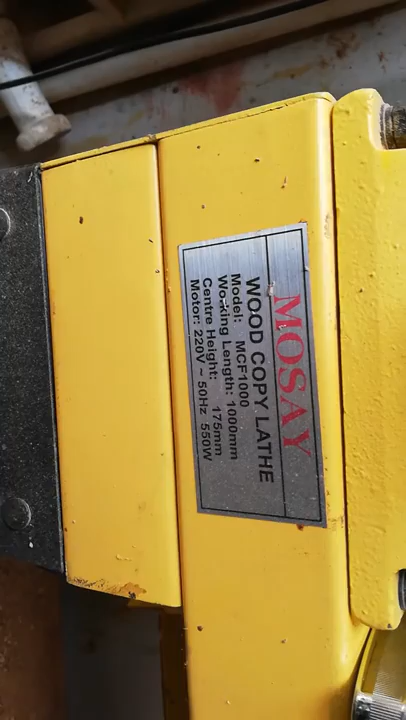 MOSAY
WOOD COPY LATHE
Model: MCF1000
Working Length: 1000mm
Centre Height: 175mm
Motor: 220V ~ 50Hz 550W